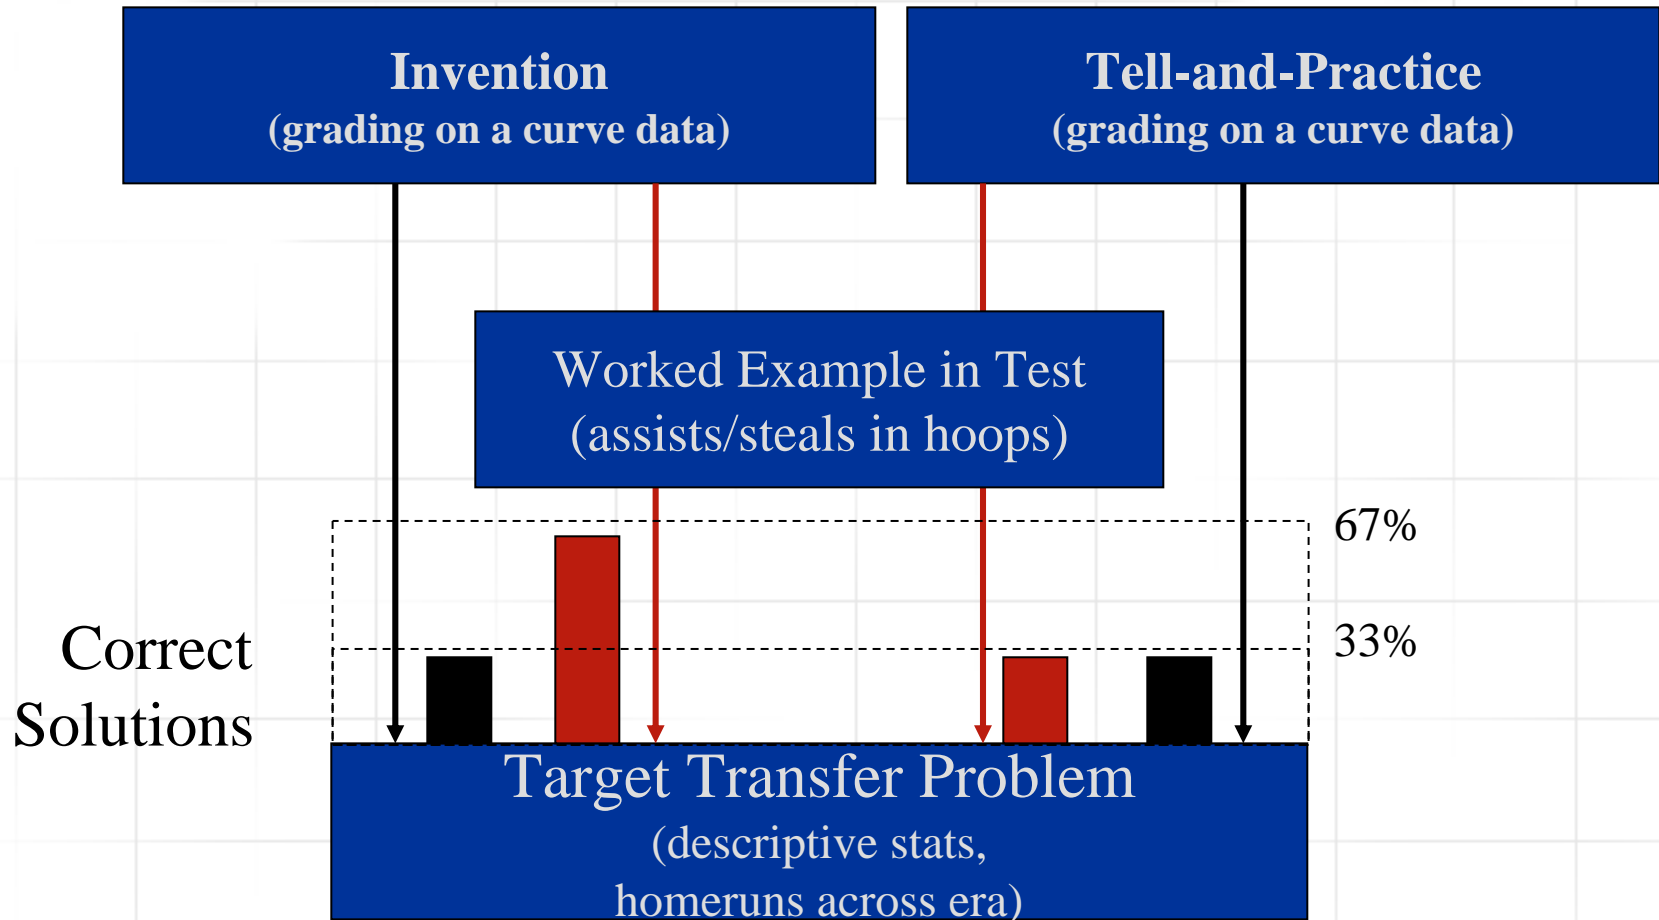 Invention
(grading on a curve data)
Tell-and-Practice
(grading on a curve data)
Worked Example in Test
(assists/steals in hoops)
67%
33%
Correct
Solutions
Target Transfer Problem
(descriptive stats,
homeruns across era)